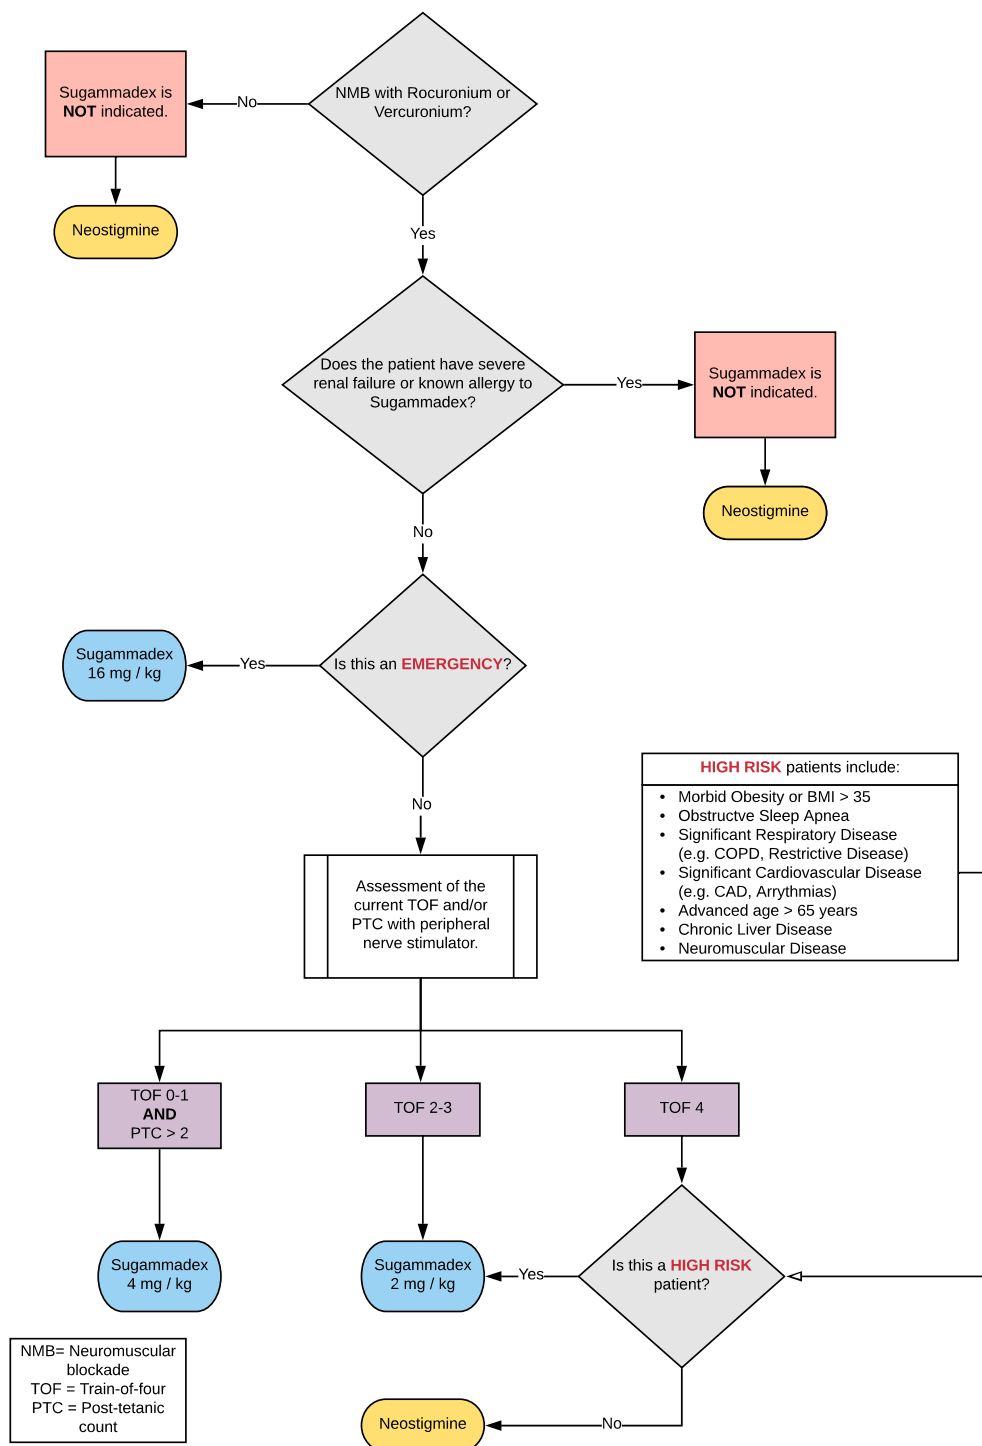 NMB with Rocuronium or
Vercuronium?
No
Sugammadex is
NOT indicated.
Neostigmine
Yes
Does the patient have severe
renal failure or known allergy to
Sugammadex?
Yes
Sugammadex is
NOT indicated.
Neostigmine
No
Is this an EMERGENCY?
Yes
Sugammadex
16 mg / kg
No
HIGH RISK patients include:
• Morbid Obesity or BMI > 35
• Obstructve Sleep Apnea
• Significant Respiratory Disease
(e.g. COPD, Restrictive Disease)
• Significant Cardiovascular Disease
(e.g. CAD, Arrythmias)
• Advanced age > 65 years
• Chronic Liver Disease
• Neuromuscular Disease
Assessment of the
current TOF and/or
PTC with peripheral
nerve stimulator.
TOF 0-1
AND
PTC > 2
TOF 2-3
TOF 4
Sugammadex
4 mg / kg
Sugammadex
2 mg / kg
Yes
Is this a HIGH RISK
patient?
No
Neostigmine
NMB= Neuromuscular
blockade
TOF = Train-of-four
PTC = Post-tetanic
count